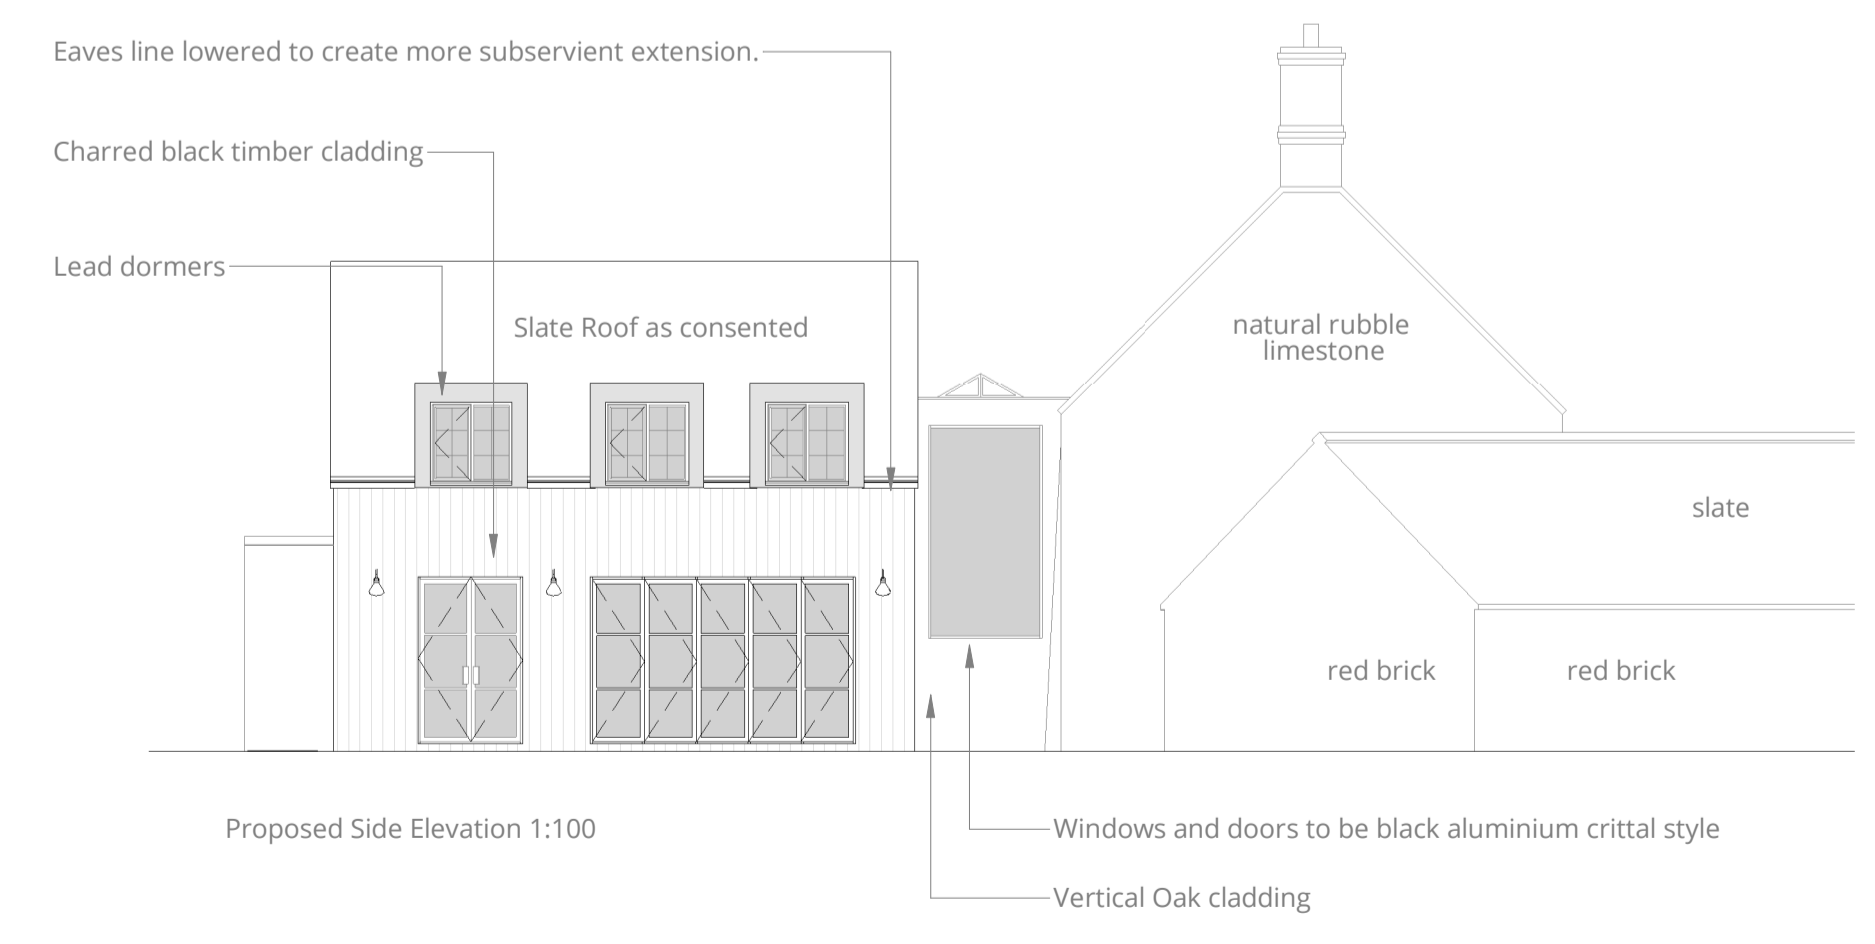 Eaves line lowered to create more subservient extension.
Charred black timber cladding
Lead dormers
Slate Roof as consented
natural rubble
limestone
slate
red brick
red brick
Proposed Side Elevation 1:100
Windows and doors to be black aluminium crittal style
Vertical Oak cladding